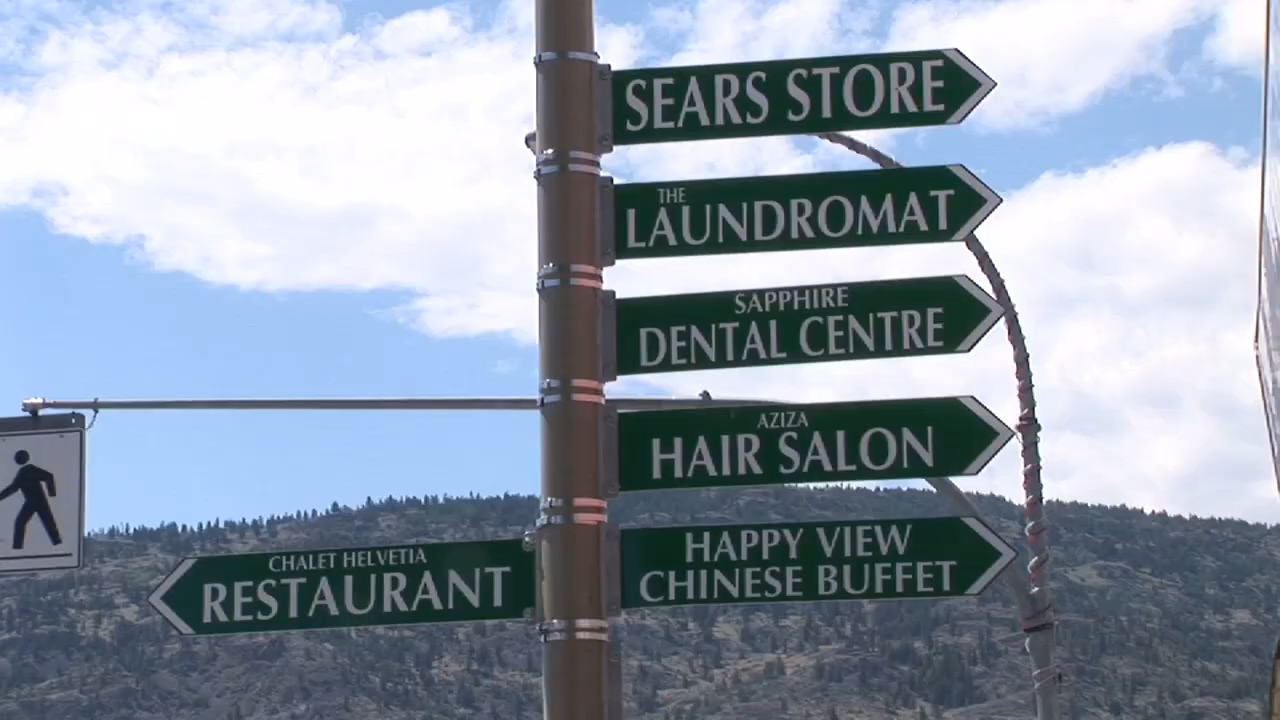 SEARS STORE
THE
LAUNDROMAT
SAPPHIRE
DENTAL CENTRE
AZIZA
HAIR SALON
HAPPY VIEW
CHINESE BUFFET
CHALET HELVETIA
RESTAURANT